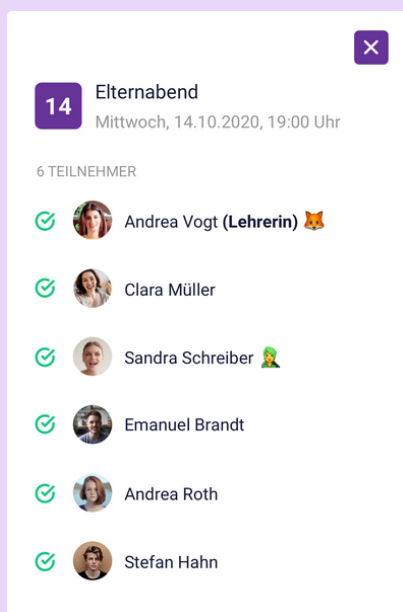 14
Elternabend
Mittwoch, 14.10.2020, 19:00 Uhr
6 TEILNEHMER
Andrea Vogt (Lehrerin) 🦊
Clara Müller
Sandra Schreiber 🧝‍♀️
Emanuel Brandt
Andrea Roth
Stefan Hahn